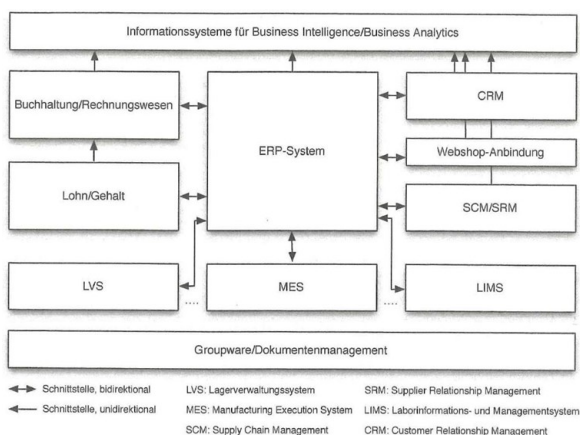 Informationssysteme für Business Intelligence/Business Analytics
Buchhaltung/Rechnungswesen
CRM
ERP-System
Webshop-Anbindung
Lohn/Gehalt
SCM/SRM
LVS
MES
LIMS
....
....
Groupware/Dokumentenmanagement
Schnittstelle, bidirektional
LVS: Lagerverwaltungssystem
SRM: Supplier Relationship Management
Schnittstelle, unidirektional
MES: Manufacturing Execution System
LIMS: Laborinformations- und Managementsystem
SCM: Supply Chain Management
CRM: Customer Relationship Management